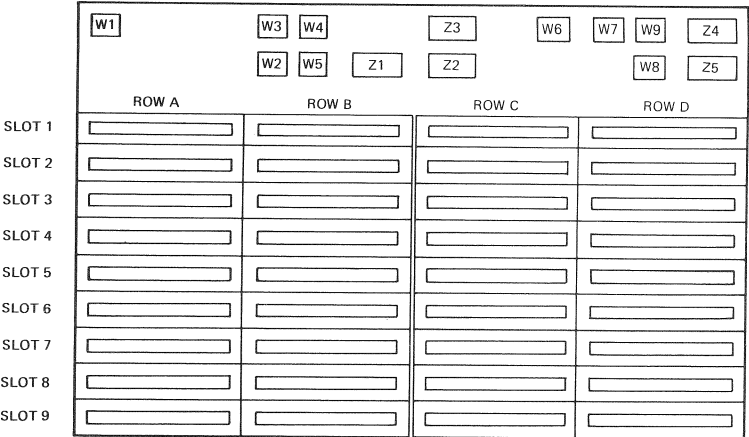 W1 W3 W4 Z3 W6 W7 W9 Z4
W2 W5 Z1 Z2 W8 Z5
ROW A ROW B ROW C ROW D
SLOT 1
SLOT 2
SLOT 3
SLOT 4
SLOT 5
SLOT 6
SLOT 7
SLOT 8
SLOT 9